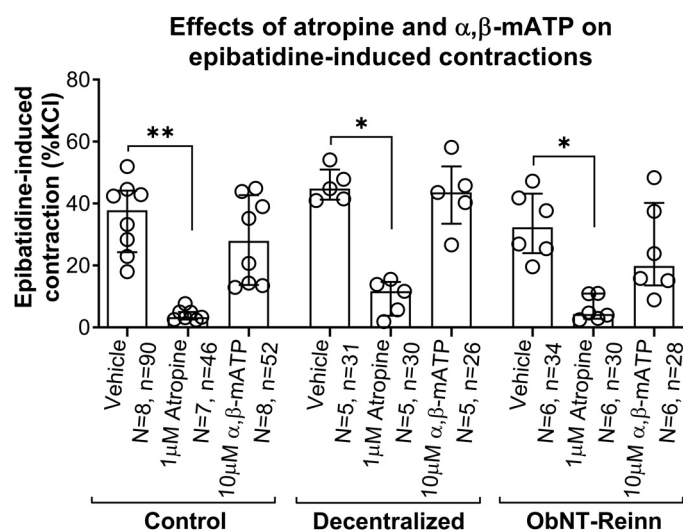 Effects of atropine and α,β-mATP on
epibatidine-induced contractions
Epibatidine-induced
contraction (%KCl)
80
60
40
20
0
**
*
*
Vehicle
N=8, n=90
1µM Atropine
N=7, n=46
10µM α,β-mATP
N=8, n=52
Vehicle
N=5, n=31
1µM Atropine
N=5, n=30
10µM α,β-mATP
N=5, n=26
Vehicle
N=6, n=34
1µM Atropine
N=6, n=30
10µM α,β-mATP
N=6, n=28
Control
Decentralized
ObNT-Reinn